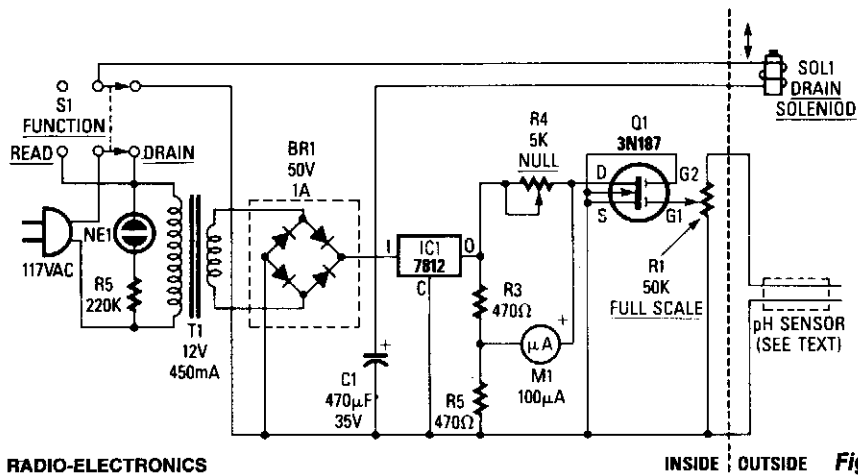 S1
FUNCTION
READ
DRAIN
117VAC
NE1
R5
220K
T1
12V
450mA
BR1
50V
1A
C1
470µF
35V
+
I
IC1
7812
O
C
R3
470Ω
R5
470Ω
R4
5K
NULL
µA
+
M1
100µA
Q1
3N187
D
S
G2
G1
R1
50K
FULL SCALE
SOL1
DRAIN
SOLENIOD
pH SENSOR
(SEE TEXT)
RADIO-ELECTRONICS
INSIDE
OUTSIDE
Fig